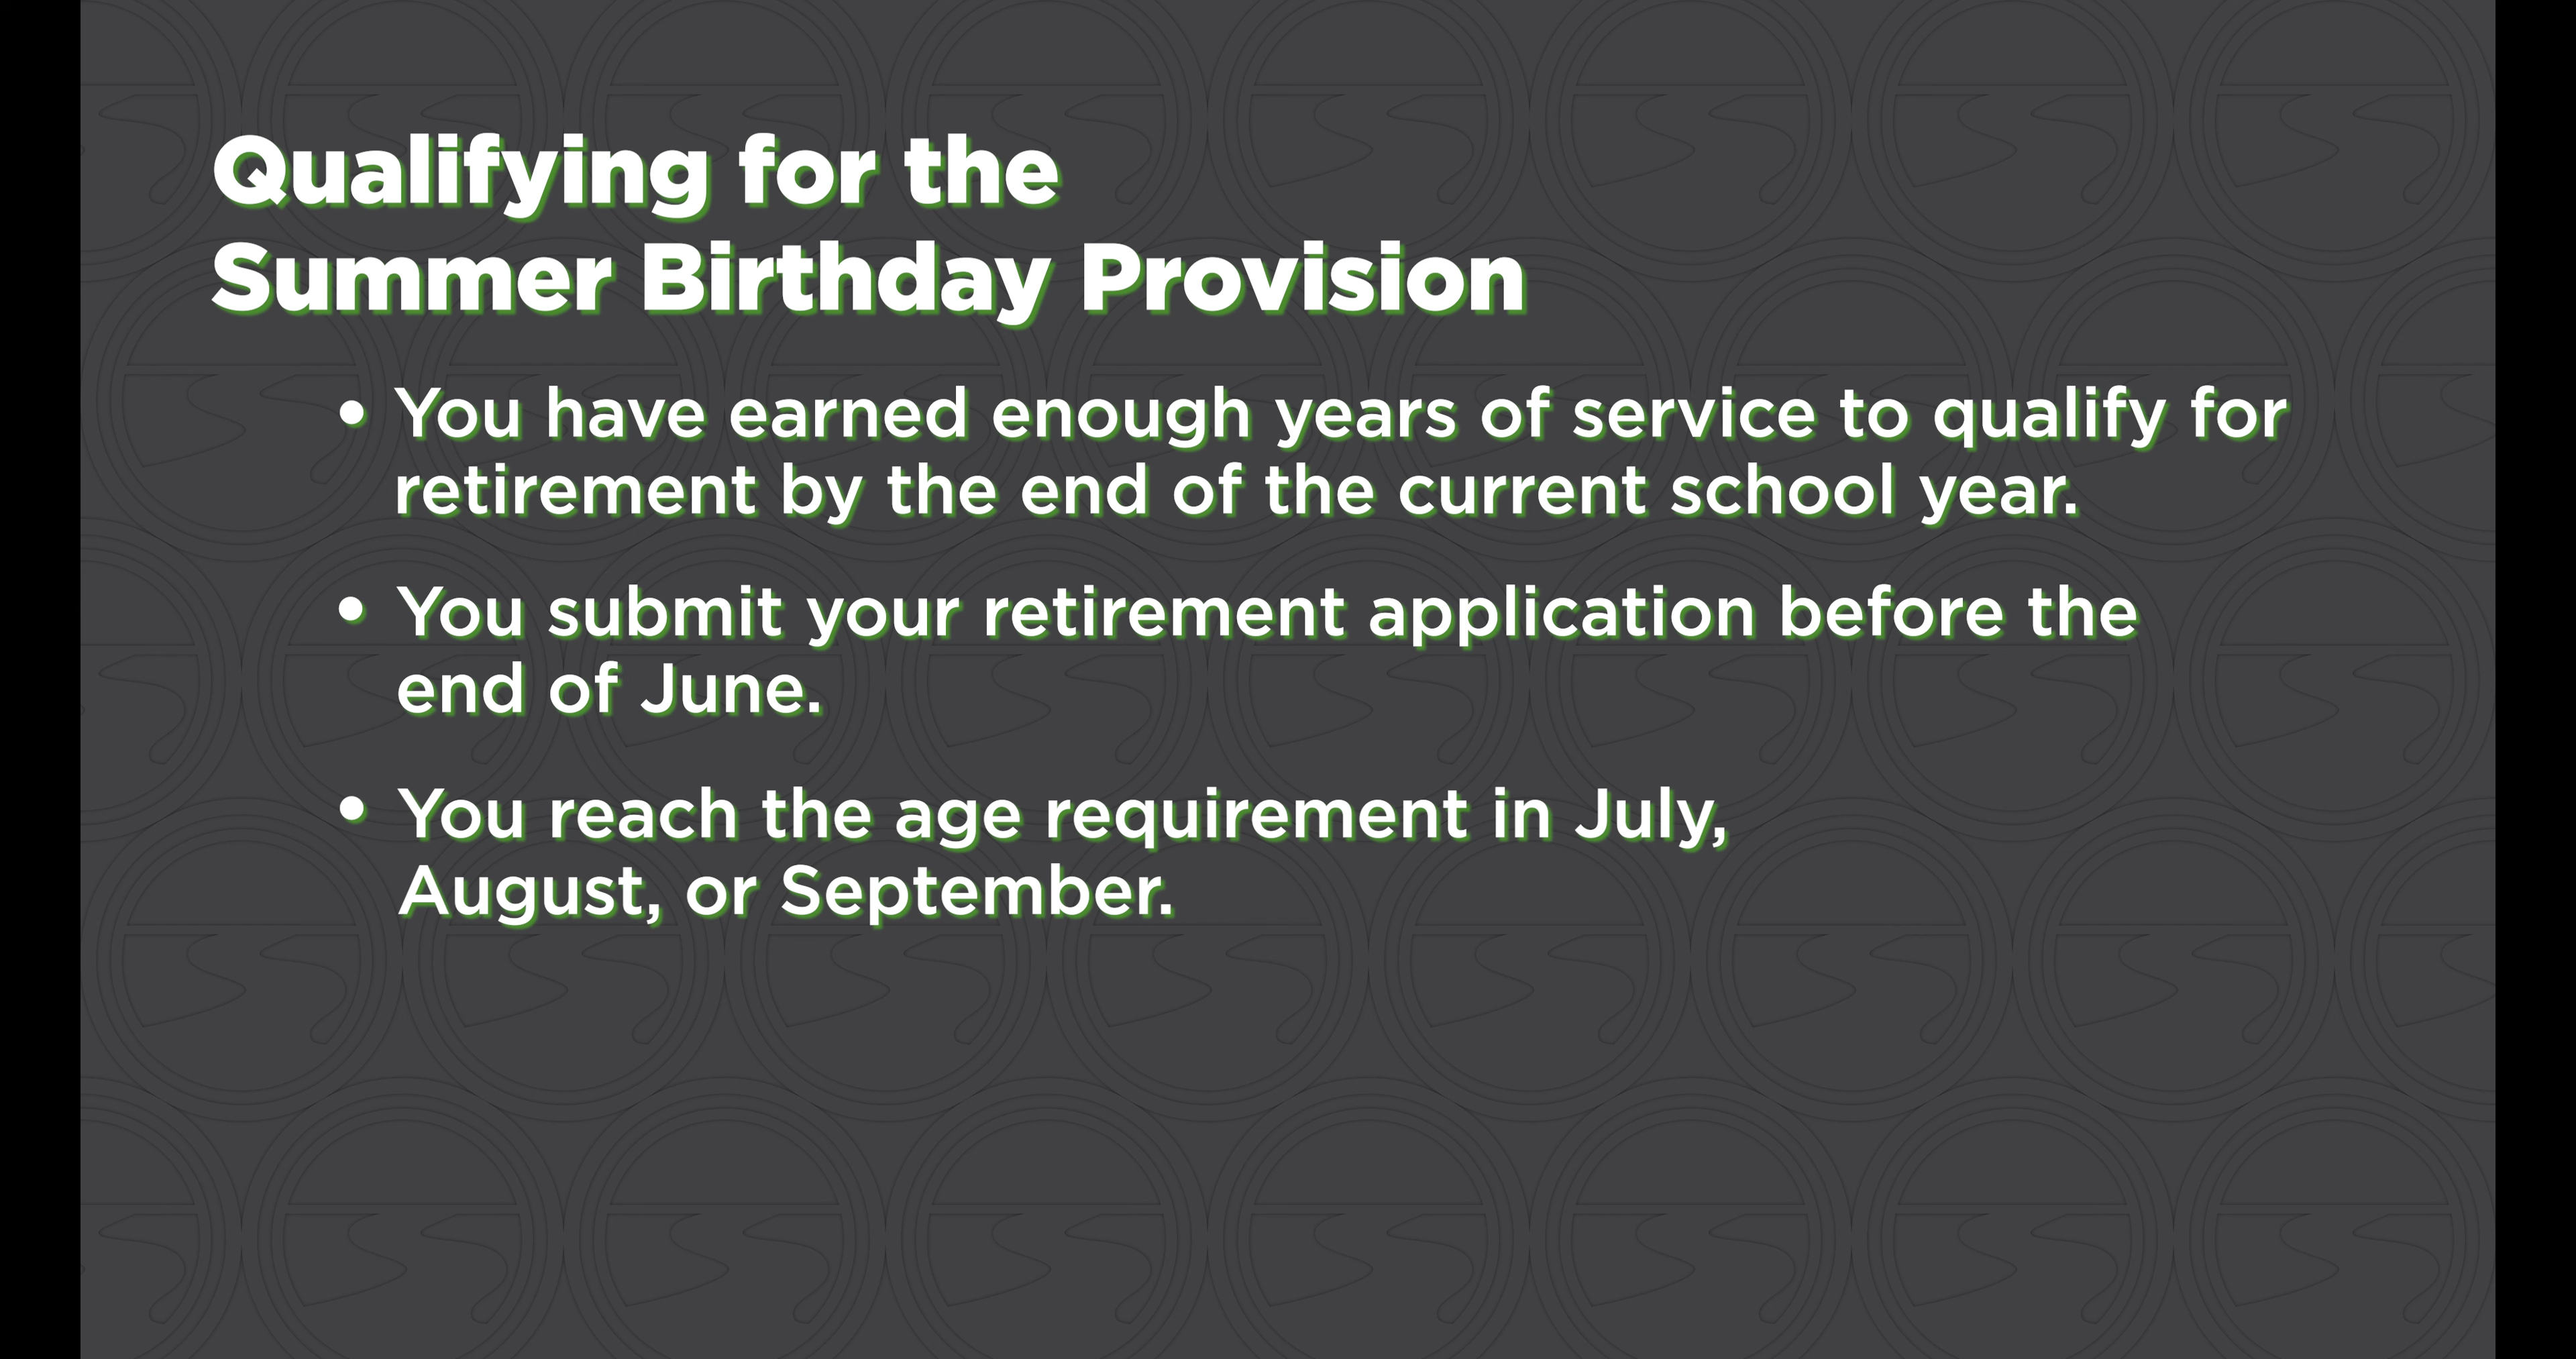 Qualifying for the
Summer Birthday Provision
• You have earned enough years of service to qualify for
retirement by the end of the current school year.
• You submit your retirement application before the
end of June.
• You reach the age requirement in July,
August, or September.